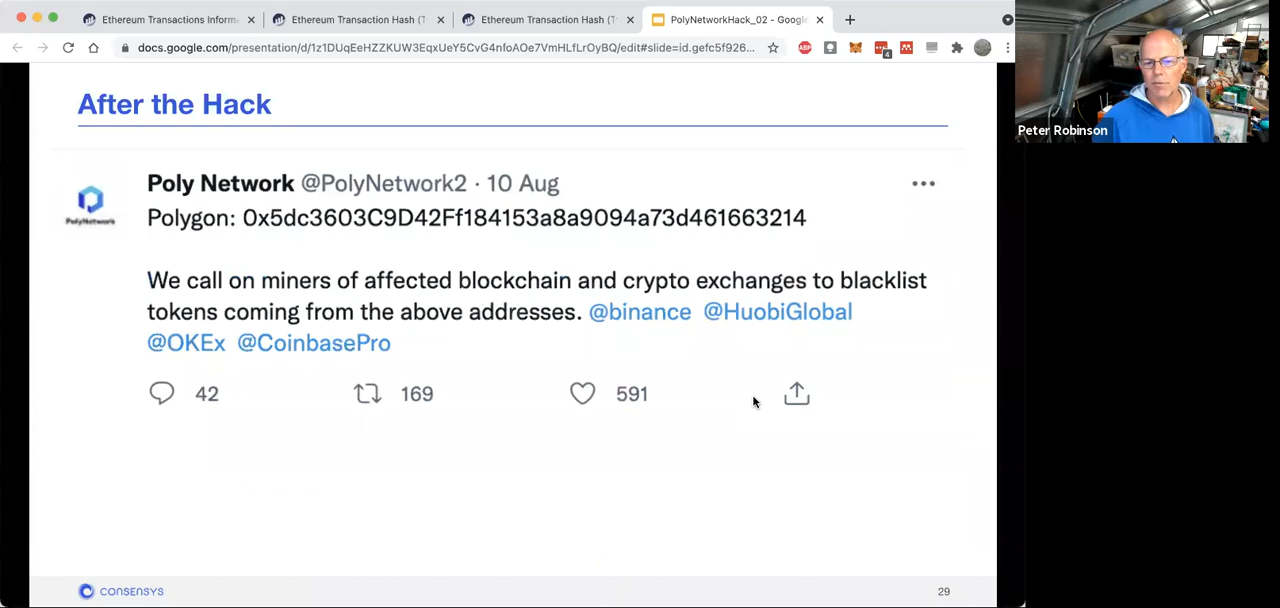 Ethereum Transactions Inform
Ethereum Transaction Hash (T
Ethereum Transaction Hash (T
PolyNetworkHack_02 - Google
docs.google.com/presentation/d/1z1DUqEeHZZKUW3EqxUeY5CvG4nfoAOe7VmHLfLrOyBQ/edit#slide=id.gefc5f926...
ABP
4
After the Hack
Poly Network @PolyNetwork2 · 10 Aug
PolyNetwork
Polygon: 0x5dc3603C9D42Ff184153a8a9094a73d461663214
We call on miners of affected blockchain and crypto exchanges to blacklist
tokens coming from the above addresses. @binance @HuobiGlobal
@OKEx @CoinbasePro
42 169 591
CONSENSYS
29
Peter Robinson